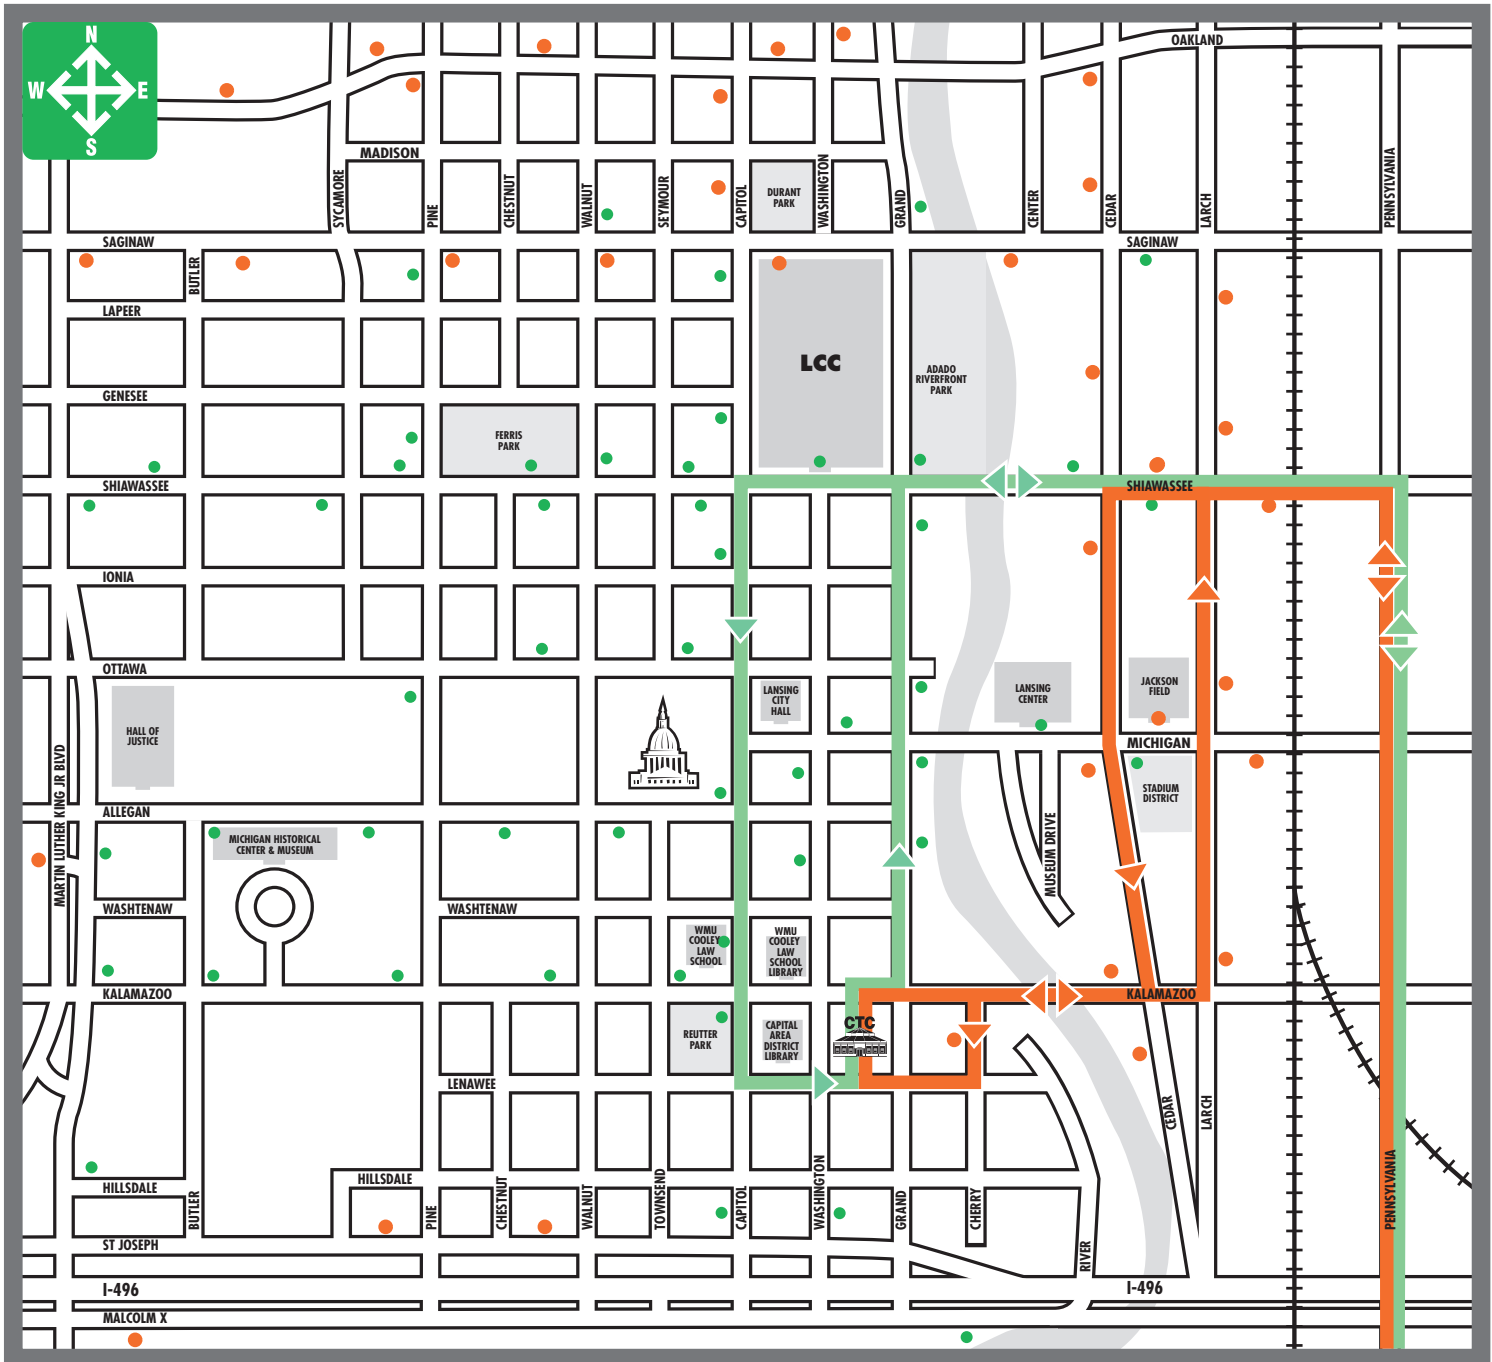 N
W E
S
OAKLAND
MADISON
SYCAMORE
PINE
CHESTNUT
WALNUT
SEYMOUR
CAPITOL
DURANT
PARK
WASHINGTON
GRAND
CENTER
CEDAR
LARCH
PENNSYLVANIA
SAGINAW
SAGINAW
BUTLER
LAPEER
LCC
ADADO
RIVERFRONT
PARK
GENESEE
FERRIS
PARK
SHIAWASSEE
SHIAWASSEE
IONIA
OTTAWA
HALL OF
JUSTICE
LANSING
CITY
HALL
LANSING
CENTER
JACKSON
FIELD
MICHIGAN
MARTIN LUTHER KING JR BLVD
STADIUM
DISTRICT
ALLEGAN
MICHIGAN HISTORICAL
CENTER & MUSEUM
MUSEUM DRIVE
WASHTENAW
WASHTENAW
WMU
COOLEY
LAW
SCHOOL
WMU
COOLEY
LAW
SCHOOL
LIBRARY
KALAMAZOO
KALAMAZOO
REUTTER
PARK
CAPITAL
AREA
DISTRICT
LIBRARY
CTC
LENAWEE
CEDAR
LARCH
HILLSDALE
HILLSDALE
BUTLER
PINE
CHESTNUT
WALNUT
TOWNSEND
CAPITOL
WASHINGTON
GRAND
CHERRY
RIVER
PENNSYLVANIA
ST JOSEPH
I-496
I-496
MALCOLM X